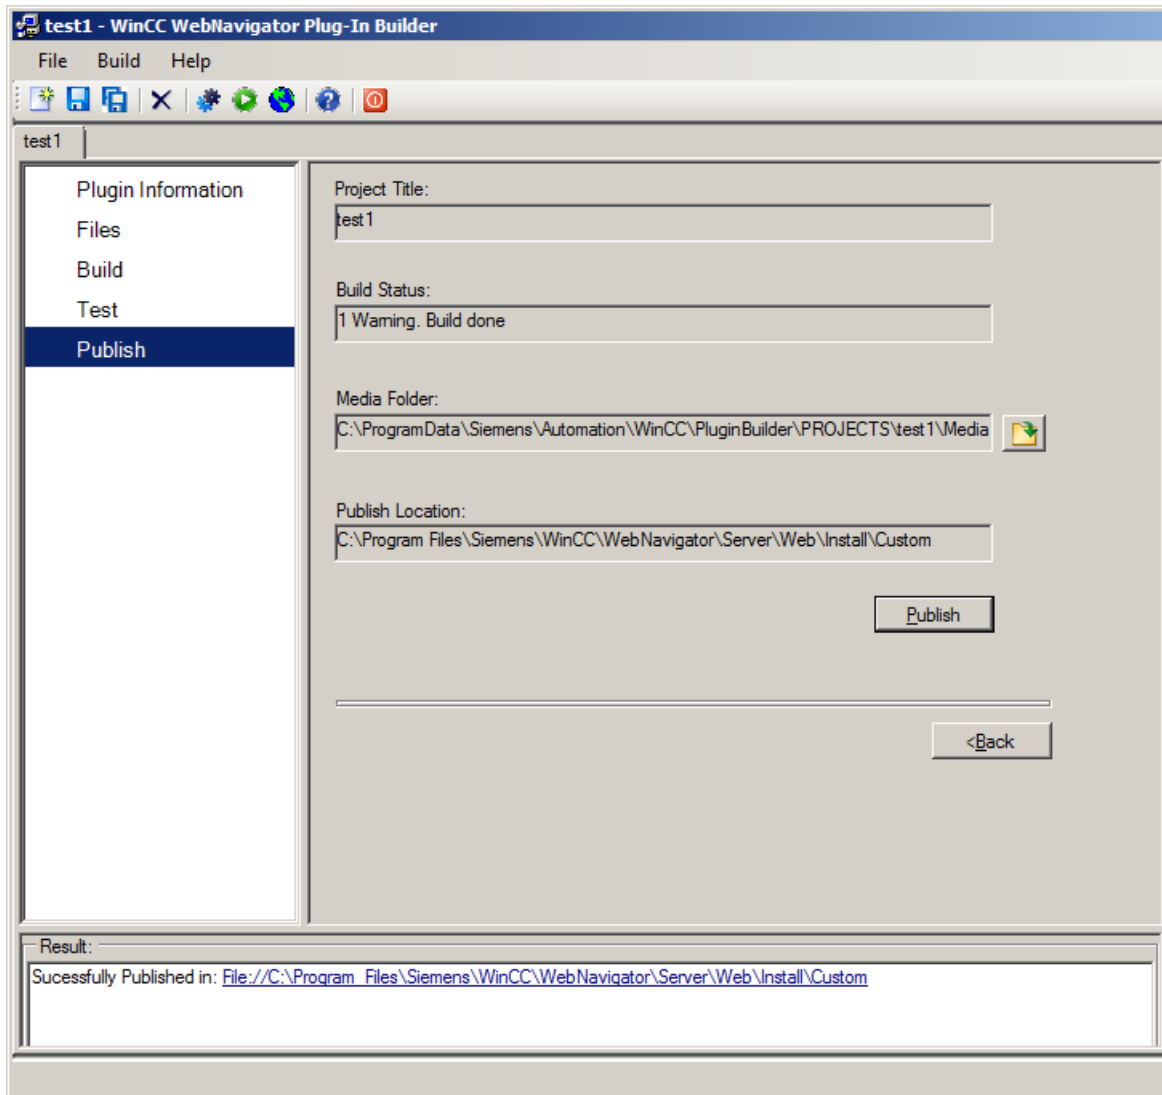 test1 - WinCC WebNavigator Plug-In Builder
File Build Help
test1
Plugin Information
Files
Build
Test
Publish
Project Title:
test1
Build Status:
1 Warning. Build done
Media Folder:
C:\ProgramData\Siemens\Automation\WinCC\PluginBuilder\PROJECTS\test1\Media
Publish Location:
C:\Program Files\Siemens\WinCC\WebNavigator\Server\Web\Install\Custom
Publish
<Back
Result:
Sucessfully Published in: File://C:\Program_Files\Siemens\WinCC\WebNavigator\Server\Web\Install\Custom